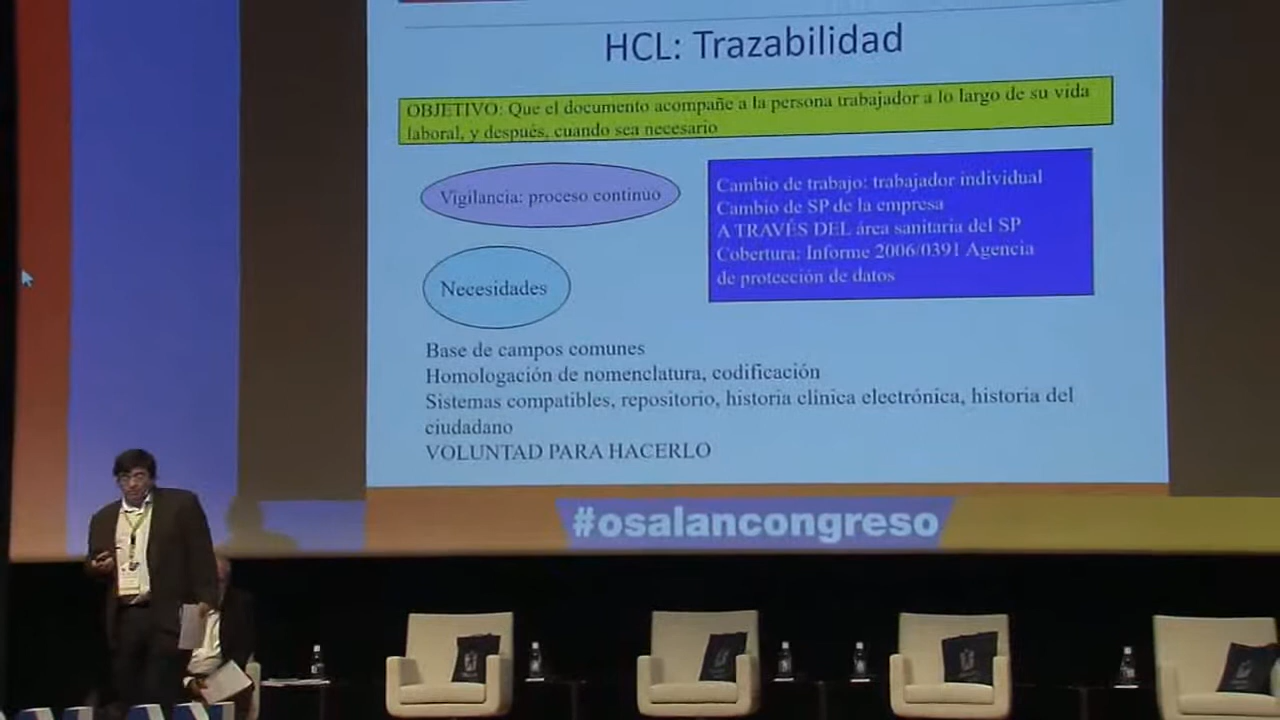 HCL: Trazabilidad
OBJETIVO: Que el documento acompañe a la persona trabajador a lo largo de su vida
laboral, y después, cuando sea necesario
Vigilancia: proceso continuo
Cambio de trabajo: trabajador individual
Cambio de SP de la empresa
A TRAVÉS DEL área sanitaria del SP
Cobertura: Informe 2006/0391 Agencia
de protección de datos
Necesidades
Base de campos comunes
Homologación de nomenclatura, codificación
Sistemas compatibles, repositorio, historia clínica electrónica, historia del
ciudadano
VOLUNTAD PARA HACERLO
#osalancongreso